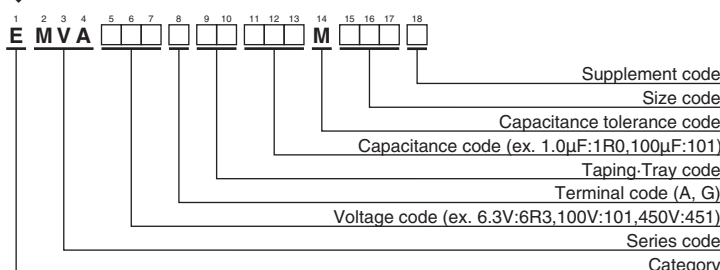 1 2 3 4 5 6 7 8 9 10 11 12 13 14 15 16 17 18
E M V A □□□ □ □□ □□□ M □□□ □
Supplement code
Size code
Capacitance tolerance code
Capacitance code (ex. 1.0µF:1R0,100µF:101)
Taping·Tray code
Terminal code (A, G)
Voltage code (ex. 6.3V:6R3,100V:101,450V:451)
Series code
Category